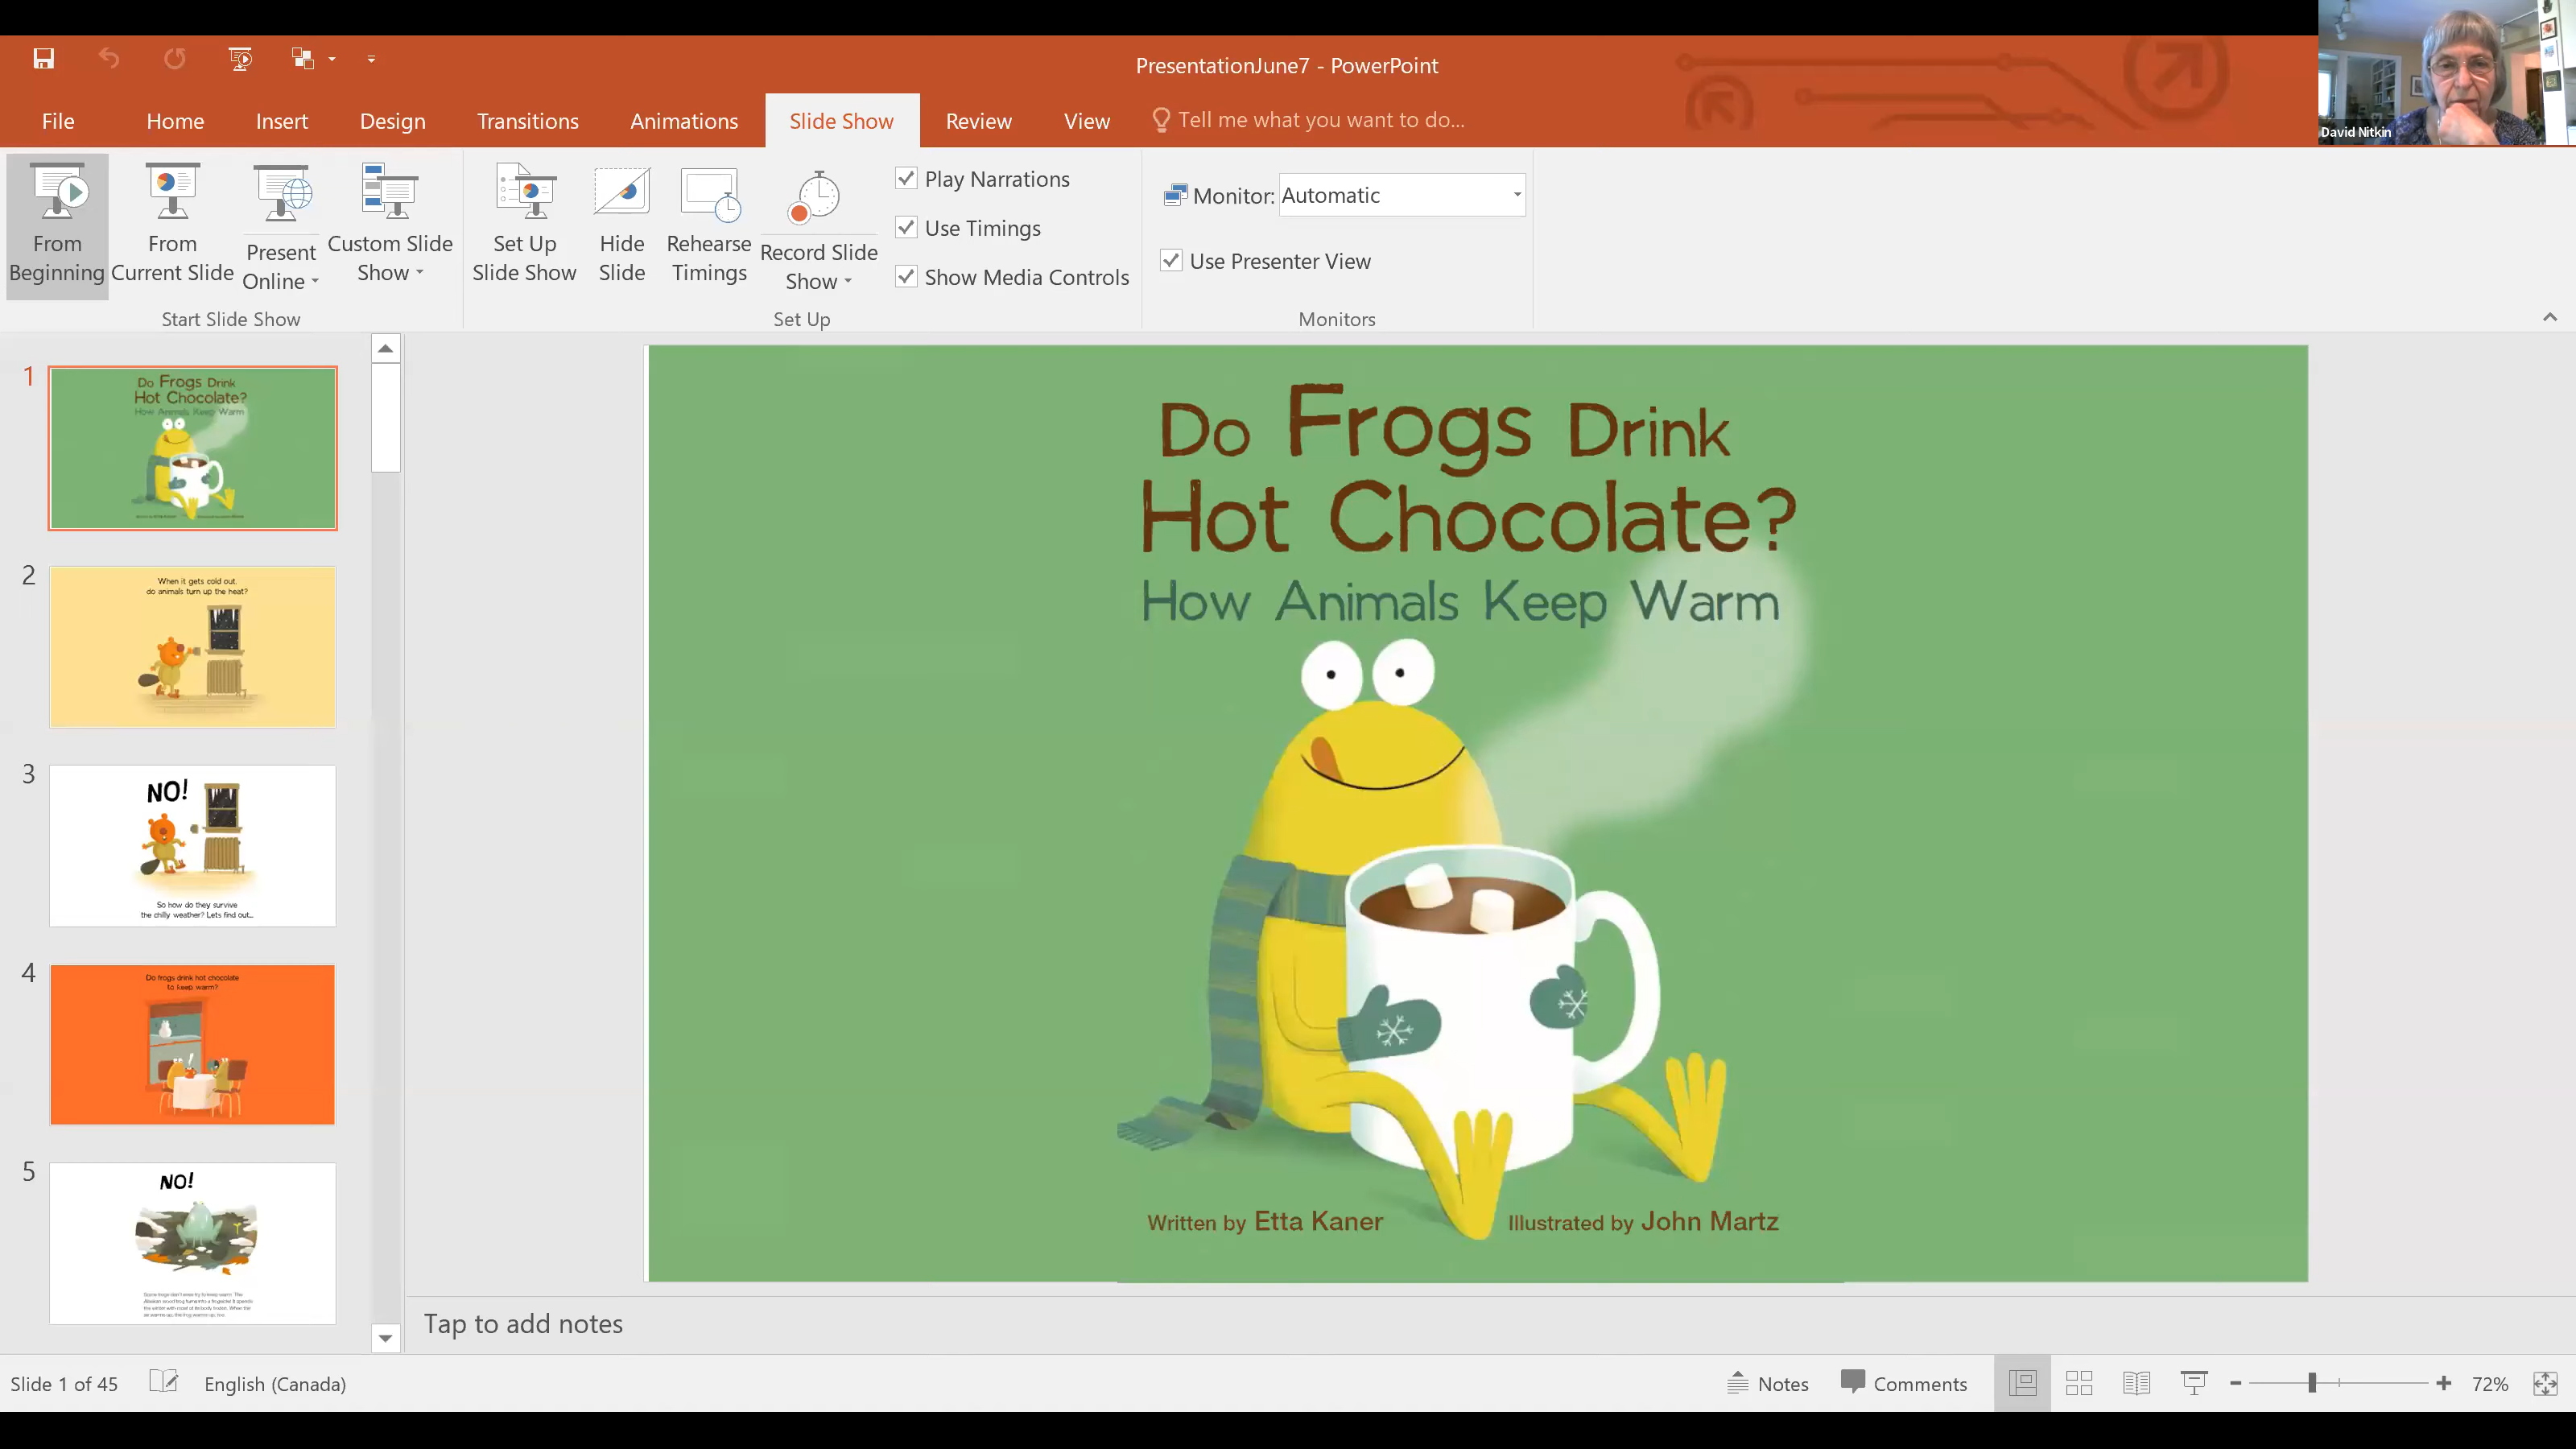 PresentationJune7 - PowerPoint
David Nitkin
File Home Insert Design Transitions Animations Slide Show Review View Tell me what you want to do...
From Beginning
From Current Slide
Present Online
Custom Slide Show
Start Slide Show
Set Up Slide Show
Hide Slide
Rehearse Timings
Record Slide Show
Play Narrations
Use Timings
Show Media Controls
Set Up
Monitor: Automatic
Use Presenter View
Monitors
1
Do Frogs Drink
Hot Chocolate?
How Animals Keep Warm
2
When it gets cold out,
do animals turn up the heat?
3
NO!
So how do they survive
the chilly weather? Lets find out...
4
Do frogs drink hot chocolate
to keep warm?
5
NO!
Do Frogs Drink
Hot Chocolate?
How Animals Keep Warm
Written by Etta Kaner Illustrated by John Martz
Tap to add notes
Slide 1 of 45 English (Canada) Notes Comments 72%